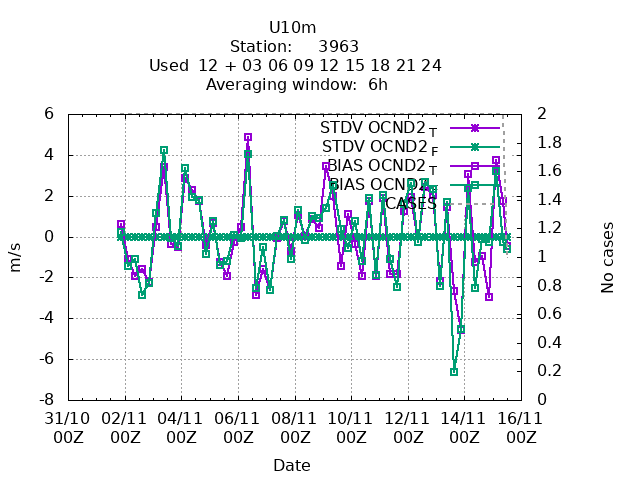 U10m
Station: 3963
Used 12 + 03 06 09 12 15 18 21 24
Averaging window: 6h
STDV OCND2 T
STDV OCND2 F
BIAS OCND2 T
BIAS OCND2
CASES
6
4
2
0
-2
-4
-6
-8
m/s
2
1.8
1.6
1.4
1.2
1
0.8
0.6
0.4
0.2
0
No cases
31/10 02/11 04/11 06/11 08/11 10/11 12/11 14/11 16/11
00Z 00Z 00Z 00Z 00Z 00Z 00Z 00Z 00Z
Date